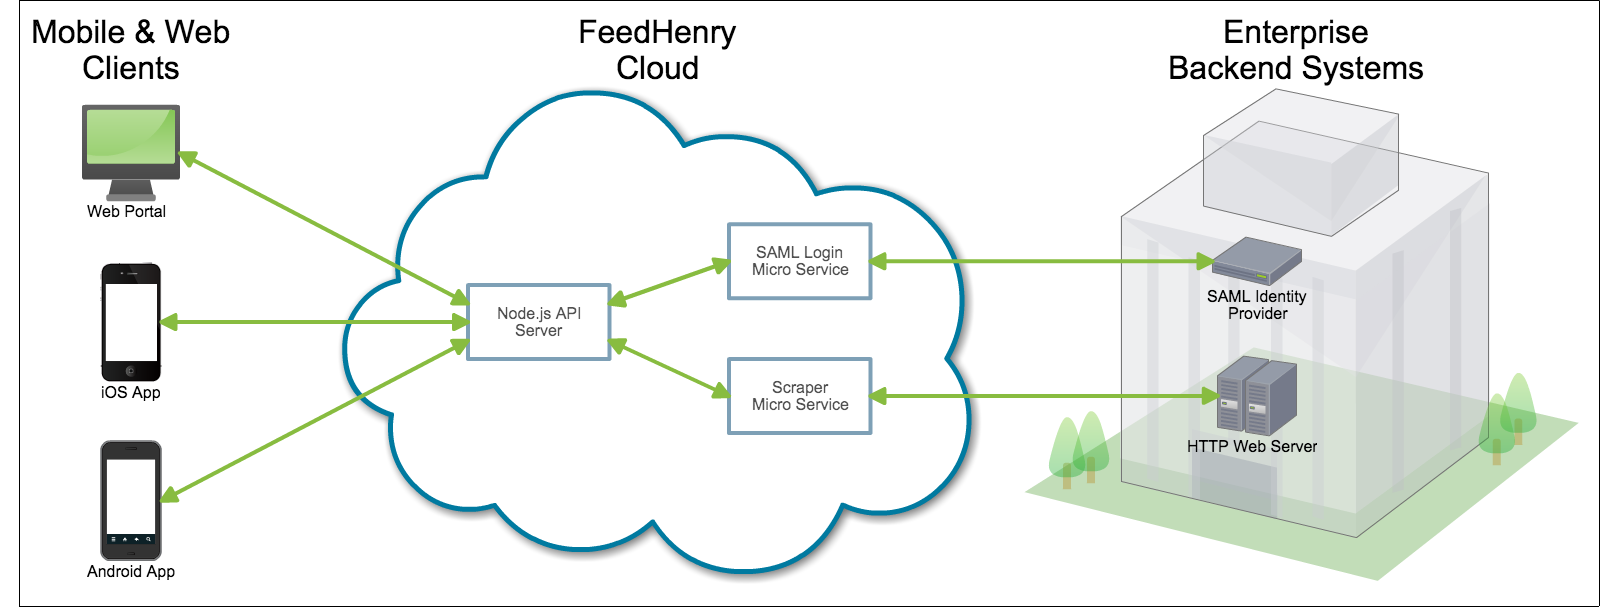 Mobile & Web
Clients
FeedHenry
Cloud
Enterprise
Backend Systems
Web Portal
iOS App
Android App
Node.js API
Server
SAML Login
Micro Service
Scraper
Micro Service
SAML Identity
Provider
HTTP Web Server